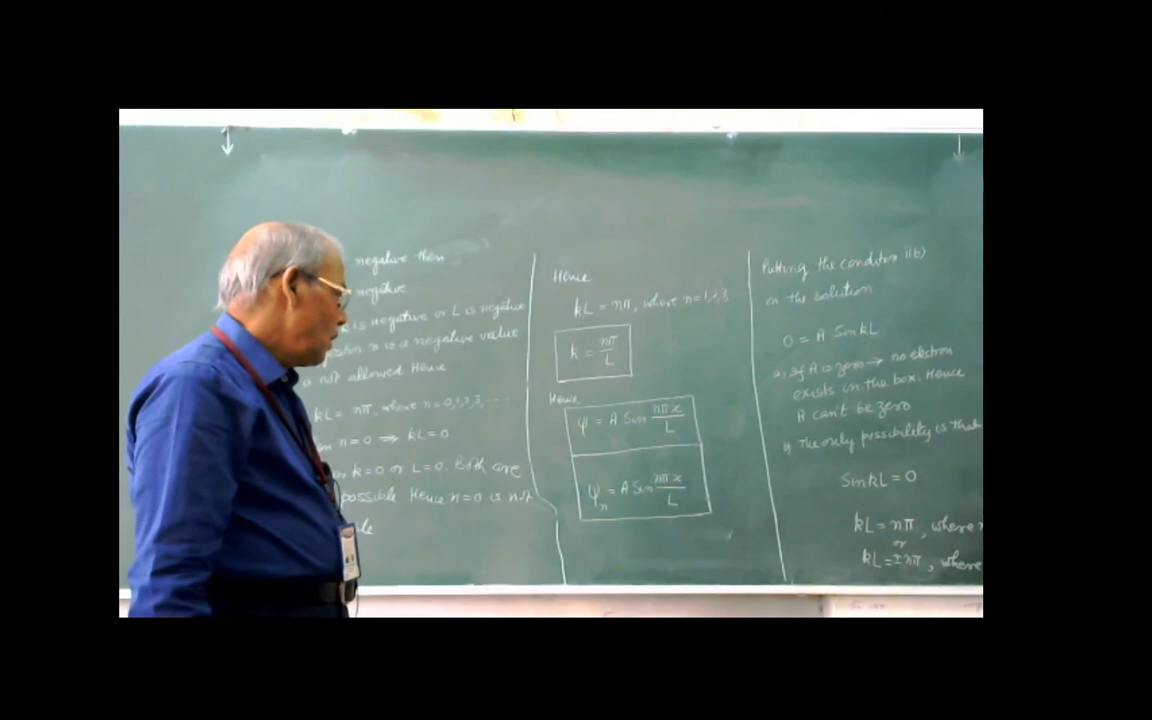 negative then
negative
is negative or L is negative
n is a negative value
is not allowed Hence
kL = nπ, where n=0,1,2,3,----
n=0 ⇒ kL=0
k=0 or L=0. Both are
possible Hence n=0 is not
Hence
kL = nπ, where n=1,2,3
k = nπ/L
Hence
ψ = A Sin nπx/L
ψn = A Sin nπx/L
Putting the condition ii(b)
in the solution
0 = A SinkL
a, If A is zero → no electron
exists in the box. Hence
A can't be zero
The only possibility is that
SinkL = 0
kL = nπ, where
or
kL = ±nπ, where